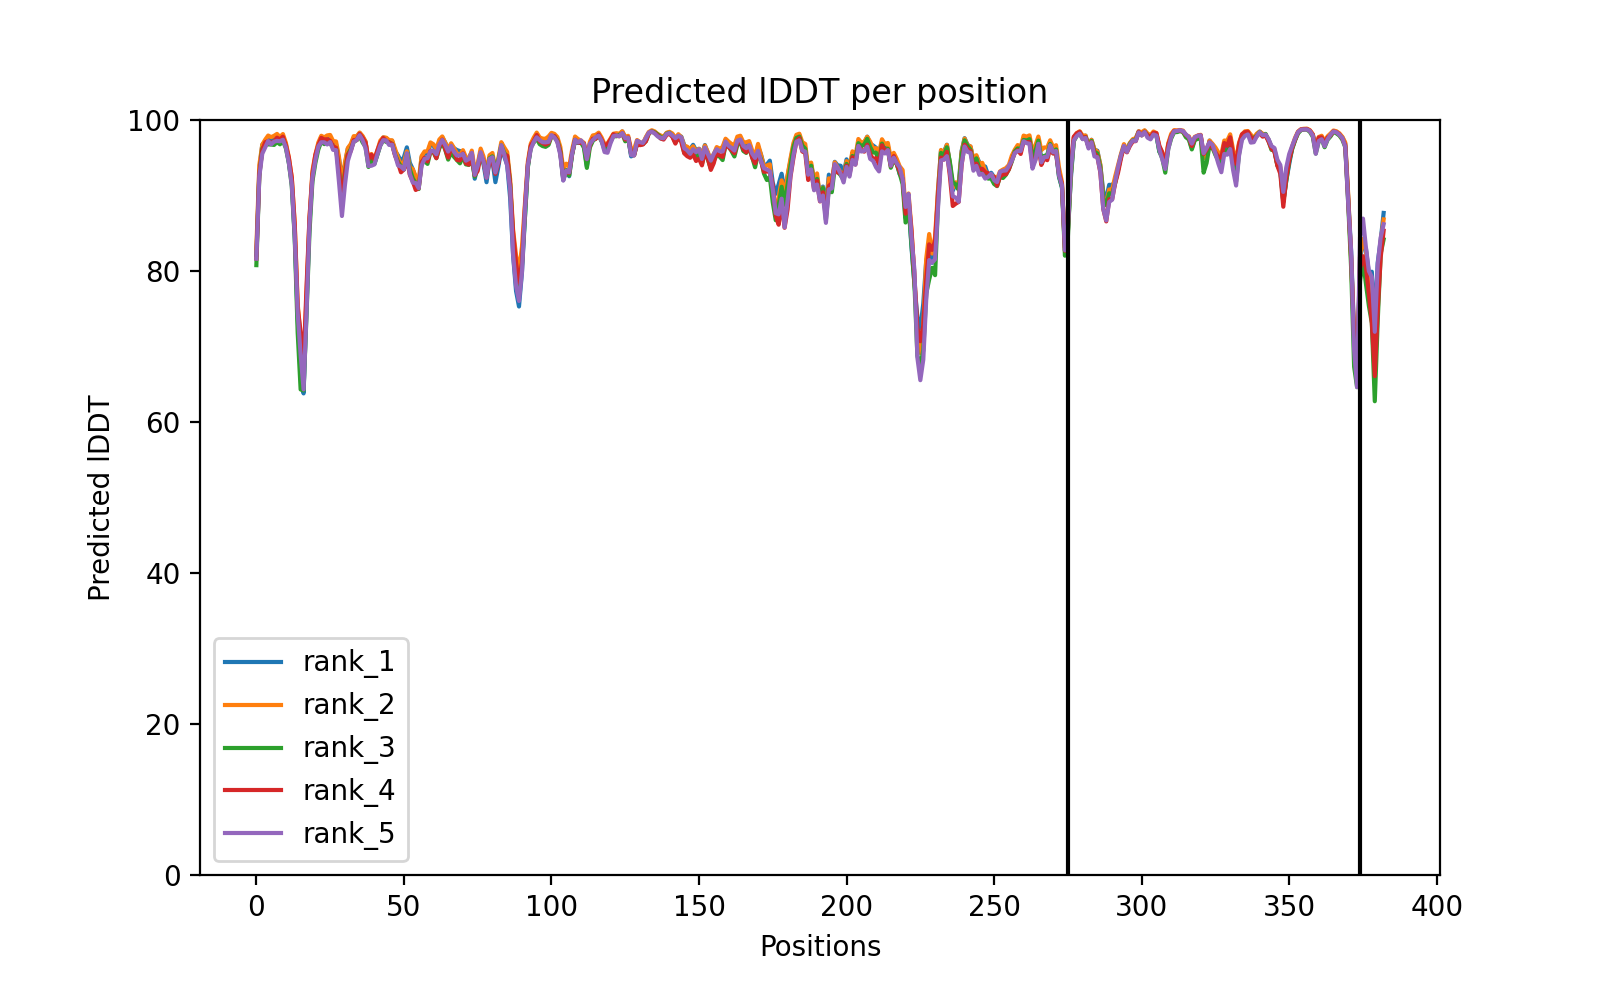 Predicted lDDT per position
Predicted lDDT
100
80
60
40
20
0
rank_1
rank_2
rank_3
rank_4
rank_5
0 50 100 150 200 250 300 350 400
Positions